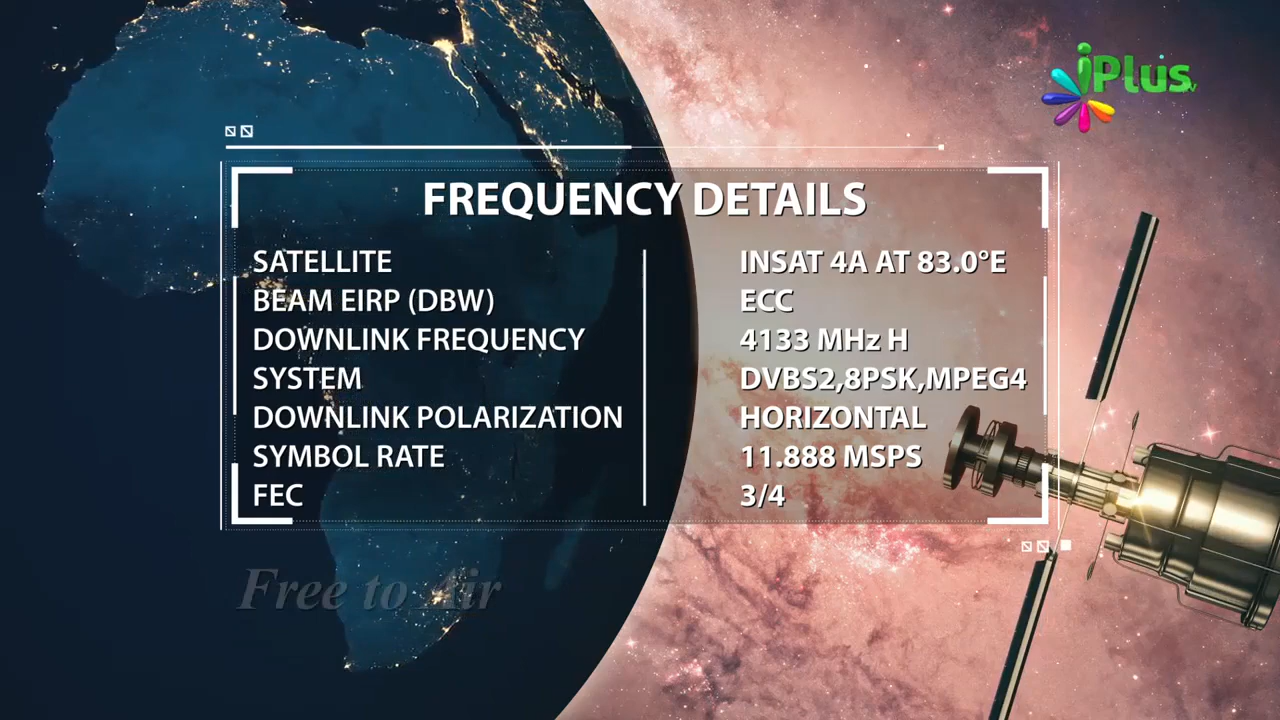 iPlus TV
FREQUENCY DETAILS
SATELLITE INSAT 4A AT 83.0°E
BEAM EIRP (DBW) ECC
DOWNLINK FREQUENCY 4133 MHz H
SYSTEM DVBS2,8PSK,MPEG4
DOWNLINK POLARIZATION HORIZONTAL
SYMBOL RATE 11.888 MSPS
FEC 3/4
Free to Air